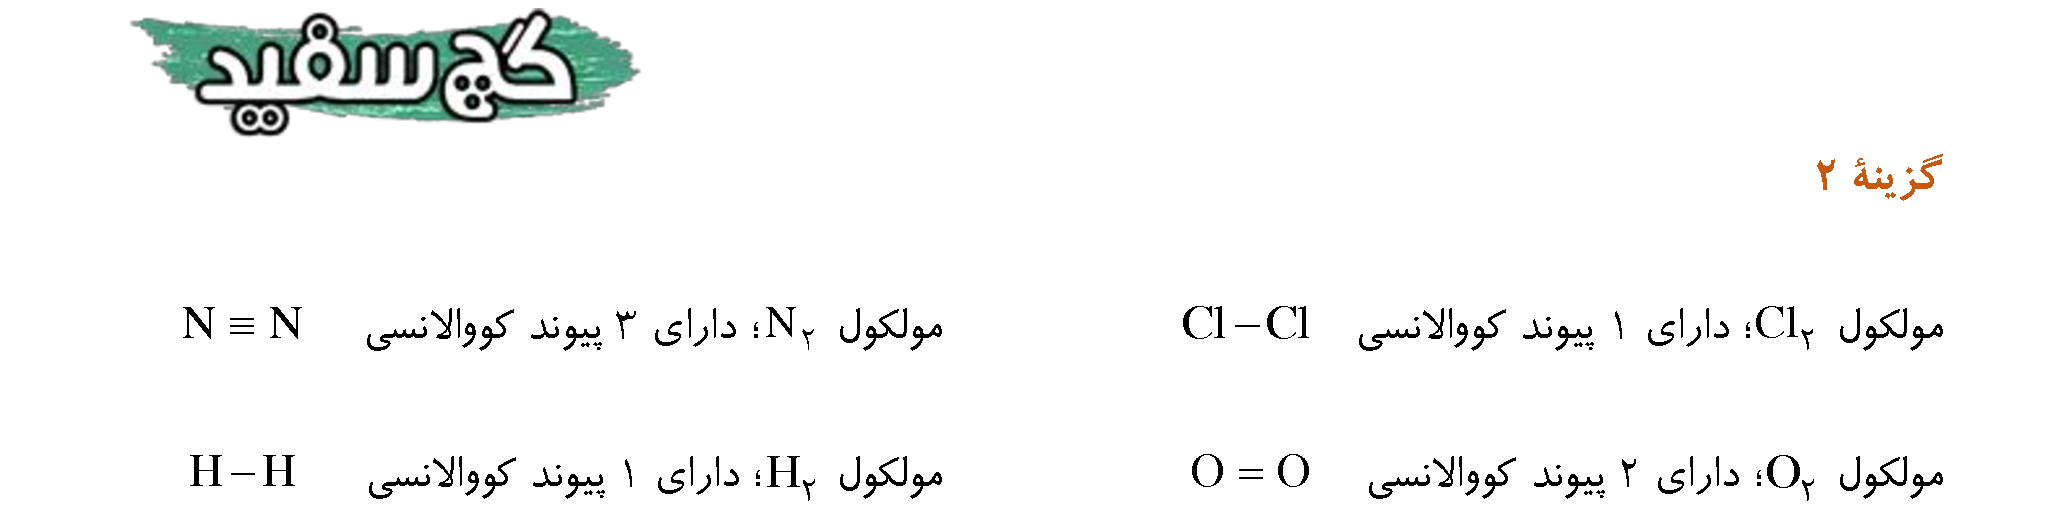 گچ سفید
گزینهٔ ۲
مولکول Cl۲؛ دارای ۱ پیوند کووالانسی Cl – Cl
مولکول N۲؛ دارای ۳ پیوند کووالانسی N ≡ N
مولکول O۲؛ دارای ۲ پیوند کووالانسی O = O
مولکول H۲؛ دارای ۱ پیوند کووالانسی H – H